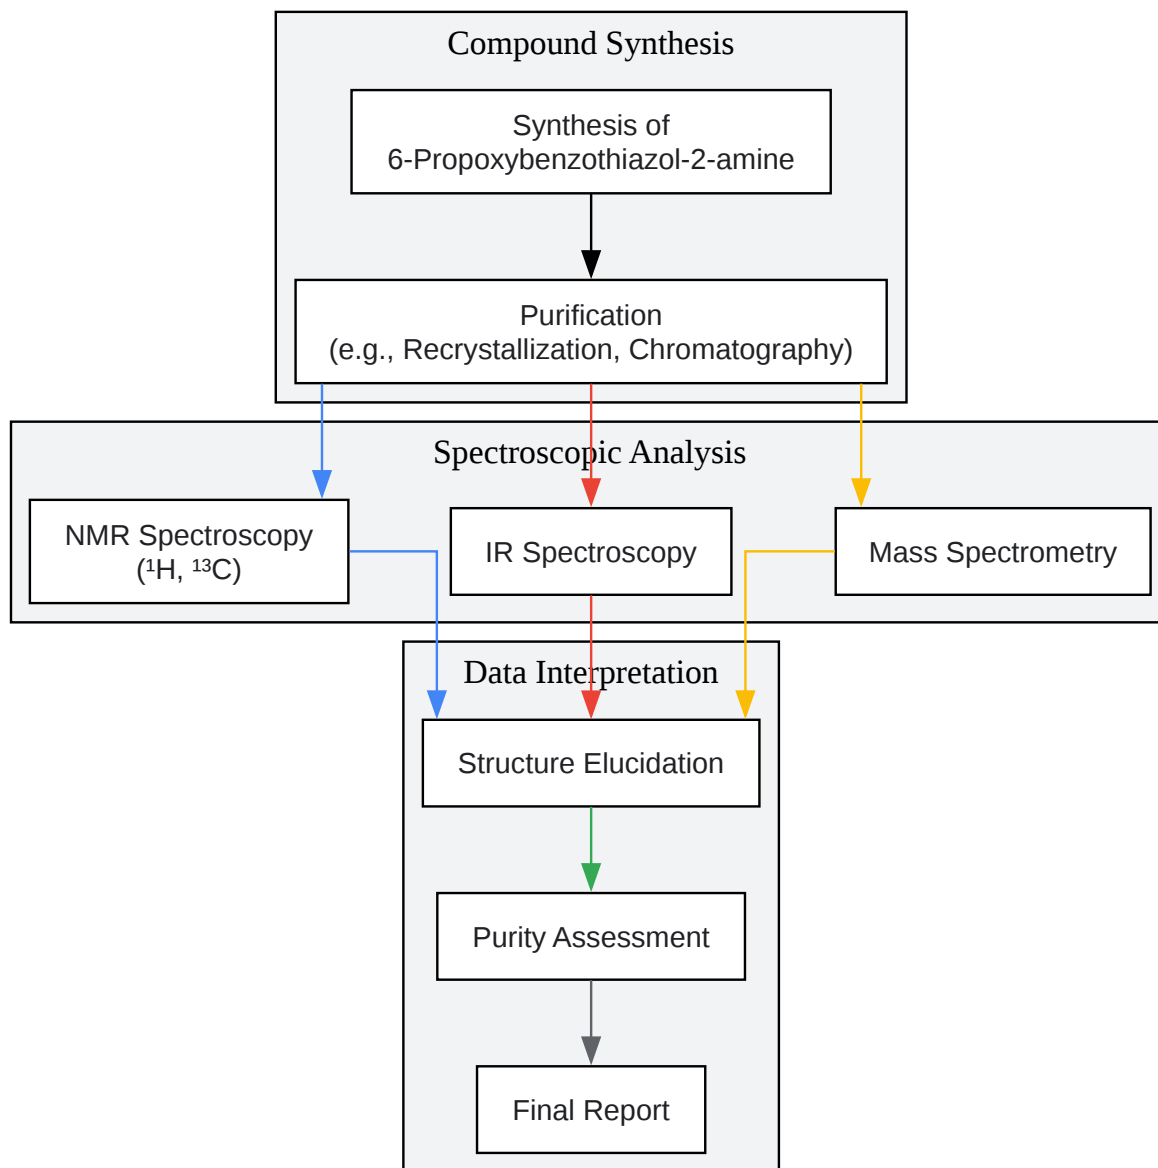 Compound Synthesis
Synthesis of
6-Propoxybenzothiazol-2-amine
Purification
(e.g., Recrystallization, Chromatography)
Spectroscopic Analysis
NMR Spectroscopy
(¹H, ¹³C)
IR Spectroscopy
Mass Spectrometry
Data Interpretation
Structure Elucidation
Purity Assessment
Final Report